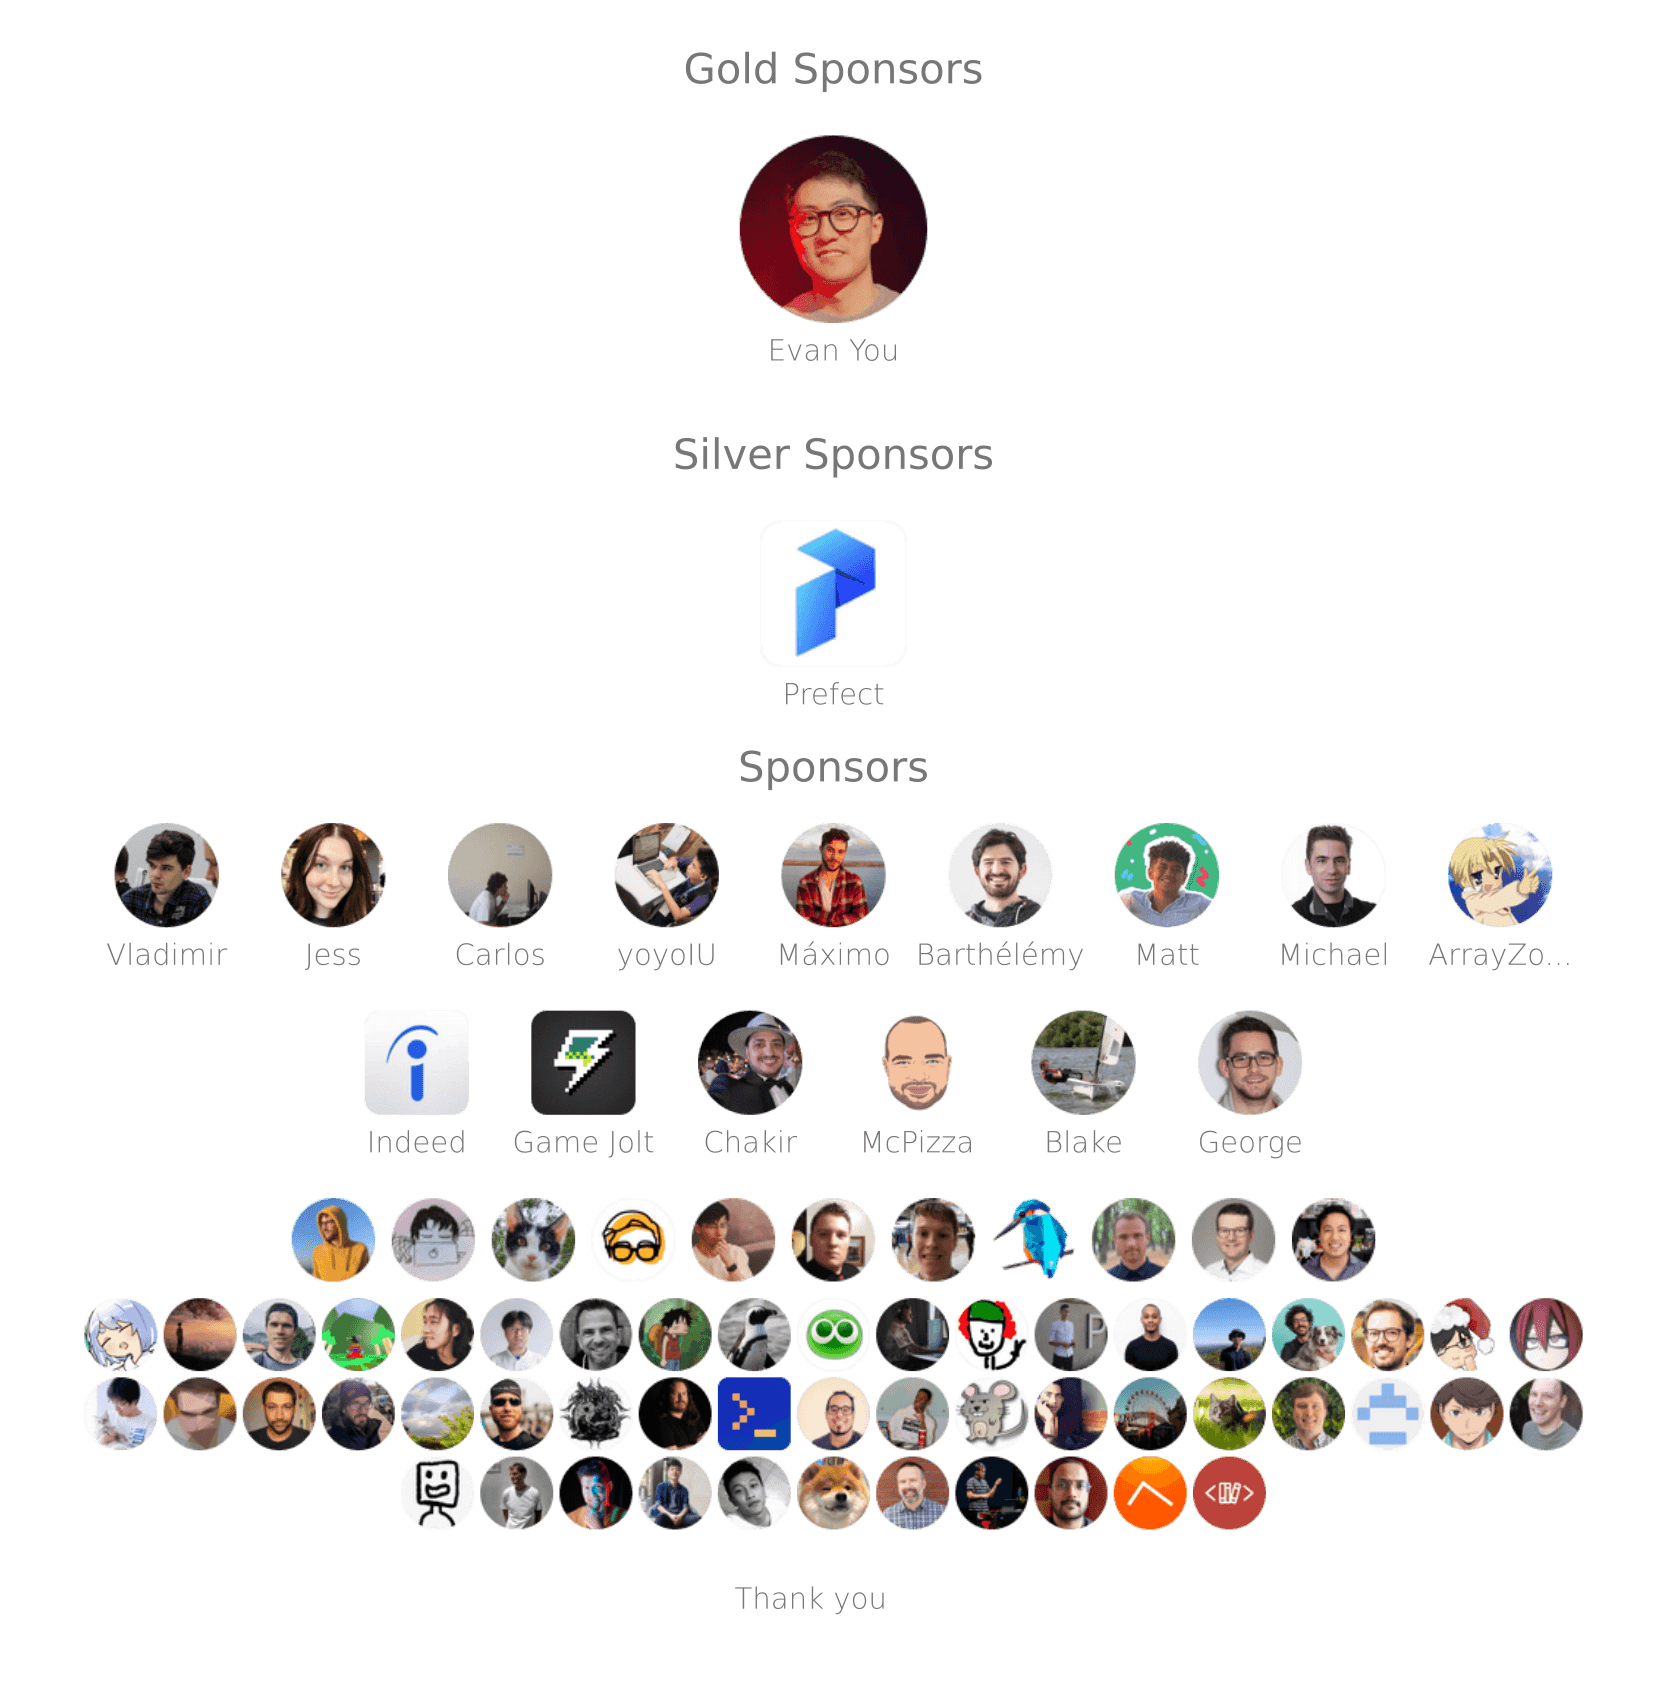 Gold Sponsors
Evan You
Silver Sponsors
Prefect
Sponsors
Vladimir Jess Carlos yoyoIU Máximo Barthélémy Matt Michael ArrayZo...
Indeed Game Jolt Chakir McPizza Blake George
Thank you